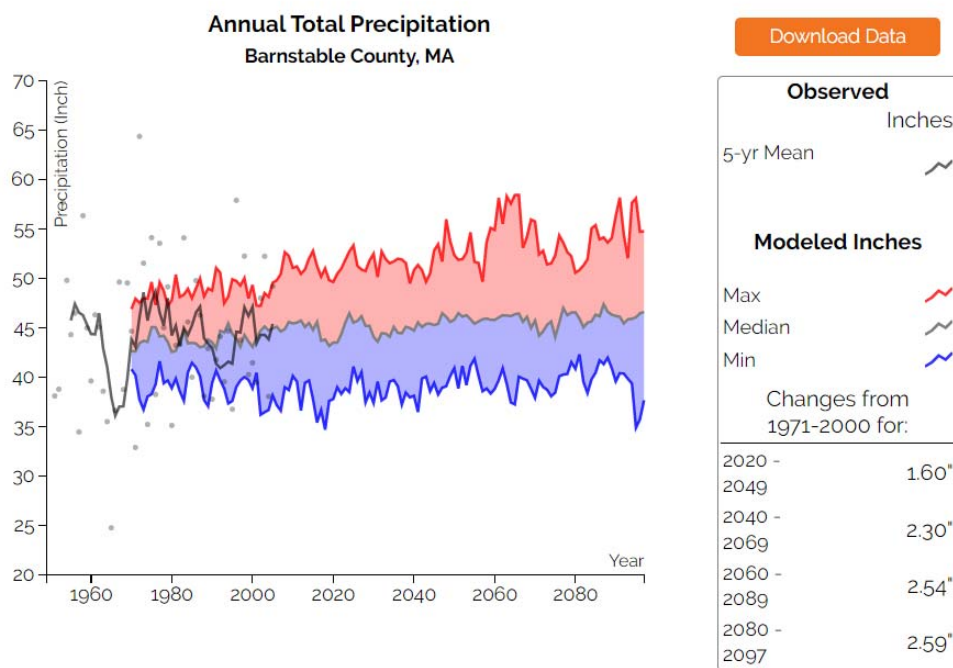 Annual Total Precipitation
Barnstable County, MA
Precipitation (Inch)
70
65
60
55
50
45
40
35
30
25
20
1960
1980
2000
2020
2040
2060
2080
Year
Download Data
Observed
Inches
5-yr Mean
Modeled Inches
Max
Median
Min
Changes from
1971-2000 for:
2020 -
2049
1.60"
2040 -
2069
2.30"
2060 -
2089
2.54"
2080 -
2097
2.59"